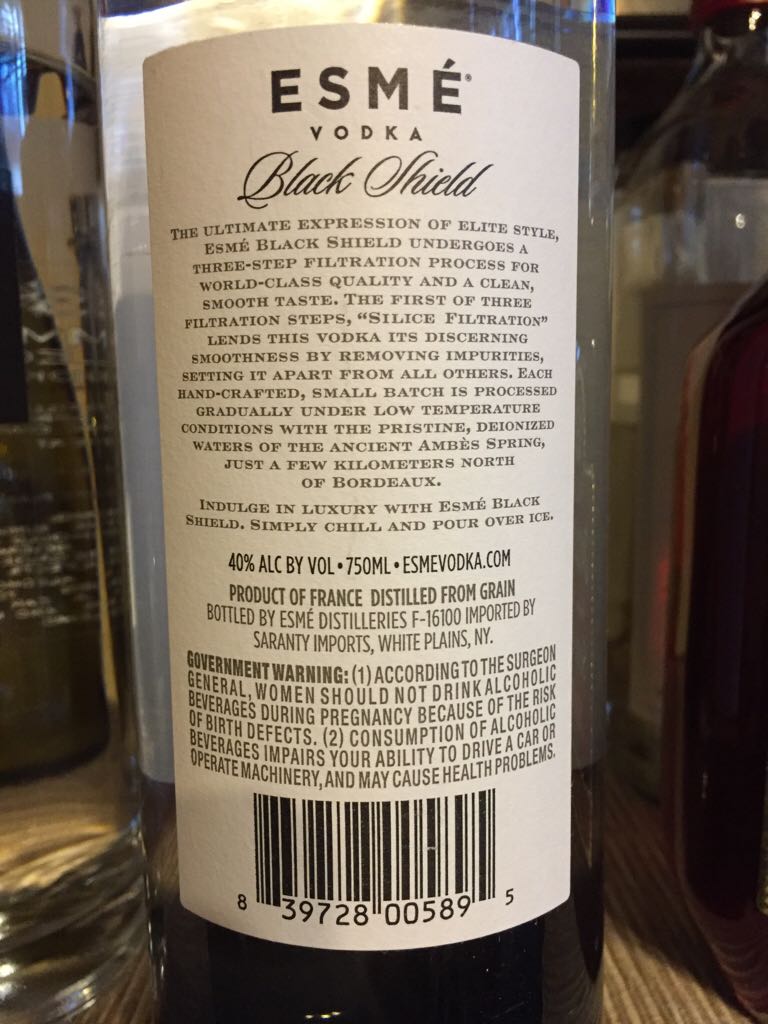 ESMÉ®
VODKA
Black Shield
THE ULTIMATE EXPRESSION OF ELITE STYLE,
ESMÉ BLACK SHIELD UNDERGOES A
THREE-STEP FILTRATION PROCESS FOR
WORLD-CLASS QUALITY AND A CLEAN,
SMOOTH TASTE. THE FIRST OF THREE
FILTRATION STEPS, “SILICE FILTRATION”
LENDS THIS VODKA ITS DISCERNING
SMOOTHNESS BY REMOVING IMPURITIES,
SETTING IT APART FROM ALL OTHERS. EACH
HAND-CRAFTED, SMALL BATCH IS PROCESSED
GRADUALLY UNDER LOW TEMPERATURE
CONDITIONS WITH THE PRISTINE, DEIONIZED
WATERS OF THE ANCIENT AMBÈS SPRING,
JUST A FEW KILOMETERS NORTH
OF BORDEAUX.
INDULGE IN LUXURY WITH ESMÉ BLACK
SHIELD. SIMPLY CHILL AND POUR OVER ICE.
40% ALC BY VOL • 750ML • ESMEVODKA.COM
PRODUCT OF FRANCE DISTILLED FROM GRAIN
BOTTLED BY ESMÉ DISTILLERIES F-16100 IMPORTED BY
SARANTY IMPORTS, WHITE PLAINS, NY.
GOVERNMENT WARNING: (1) ACCORDING TO THE SURGEON
GENERAL, WOMEN SHOULD NOT DRINK ALCOHOLIC
BEVERAGES DURING PREGNANCY BECAUSE OF THE RISK
OF BIRTH DEFECTS. (2) CONSUMPTION OF ALCOHOLIC
BEVERAGES IMPAIRS YOUR ABILITY TO DRIVE A CAR OR
OPERATE MACHINERY, AND MAY CAUSE HEALTH PROBLEMS.
8 39728 00589 5